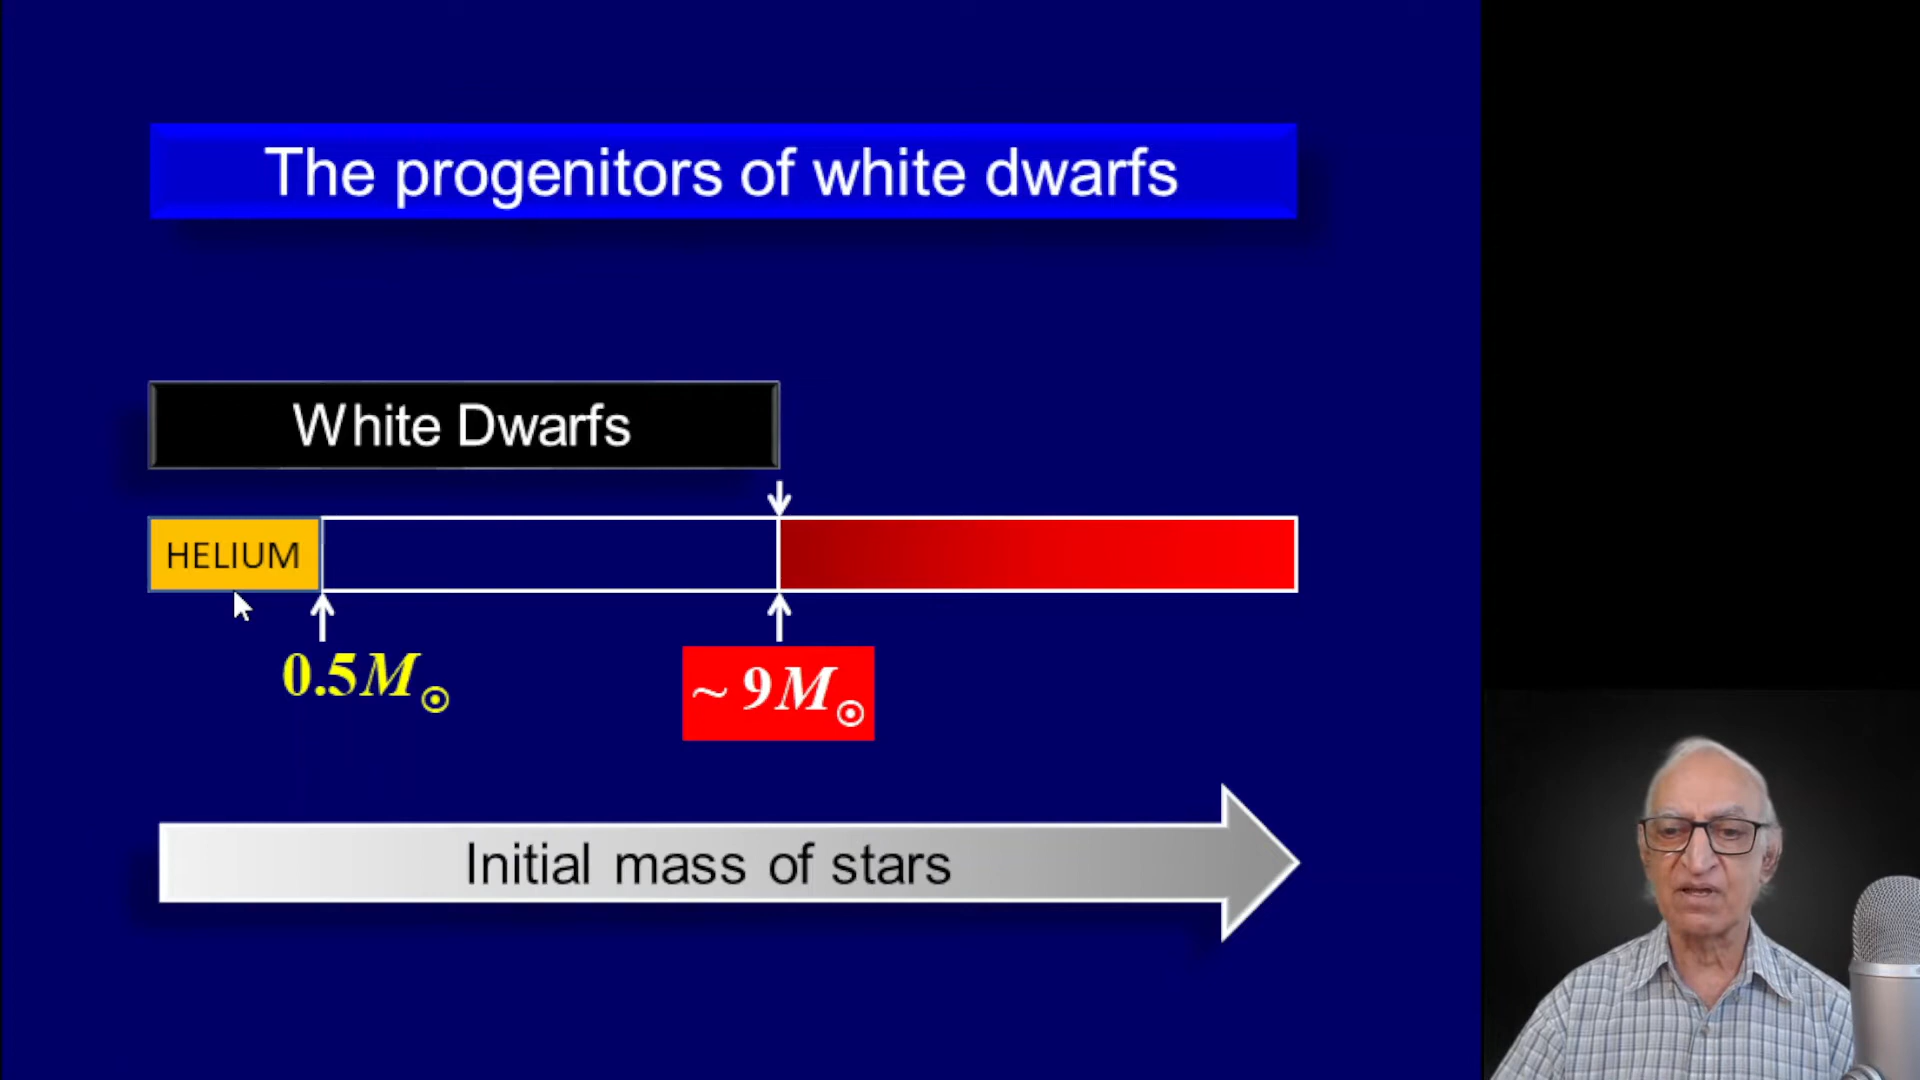 The progenitors of white dwarfs
White Dwarfs
HELIUM
0.5M☉
~ 9M☉
Initial mass of stars